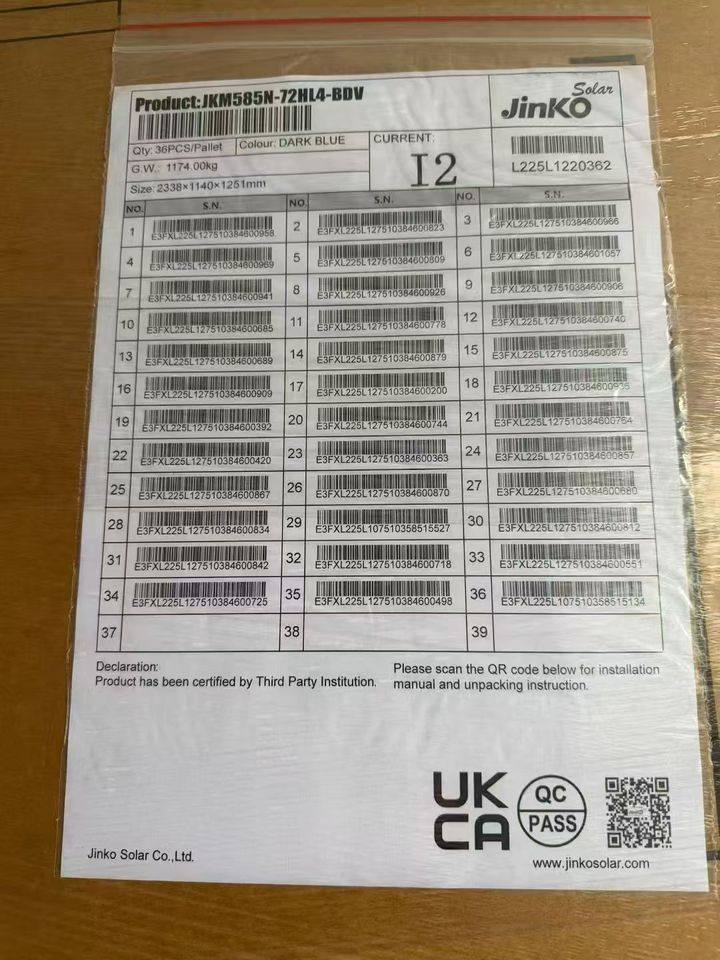 Product:JKM585N-72HL4-BDV
Solar
JinKO
Qty: 36PCS/Pallet Colour: DARK BLUE
CURRENT:
I2
G.W.: 1174.00kg
L225L1220362
Size: 2338×1140×1251mm
NO. S.N. NO. S.N. NO. S.N.
1 E3FXL225L127510384600958 2 E3FXL225L127510384600823 3 E3FXL225L127510384600966
4 E3FXL225L127510384600969 5 E3FXL225L127510384600809 6 E3FXL225L127510384601057
7 E3FXL225L127510384600941 8 E3FXL225L127510384600926 9 E3FXL225L127510384600906
10 E3FXL225L127510384600685 11 E3FXL225L127510384600778 12 E3FXL225L127510384600740
13 E3FXL225L127510384600689 14 E3FXL225L127510384600879 15 E3FXL225L127510384600875
16 E3FXL225L127510384600909 17 E3FXL225L127510384600200 18
19 E3FXL225L127510384600392 20 E3FXL225L127510384600744 21 E3FXL225L127510384600764
22 E3FXL225L127510384600420 23 E3FXL225L127510384600363 24 E3FXL225L127510384600857
25 E3FXL225L127510384600867 26 E3FXL225L127510384600870 27 E3FXL225L127510384600680
28 E3FXL225L127510384600834 29 E3FXL225L107510358515527 30 E3FXL225L127510384600812
31 E3FXL225L127510384600842 32 E3FXL225L127510384600718 33 E3FXL225L127510384600551
34 E3FXL225L127510384600725 35 E3FXL225L127510384600498 36 E3FXL225L107510358515134
37 38 39
Declaration:
Product has been certified by Third Party Institution.
Please scan the QR code below for installation
manual and unpacking instruction.
UK
CA
QC
PASS
Jinko Solar Co.,Ltd.
www.jinkosolar.com